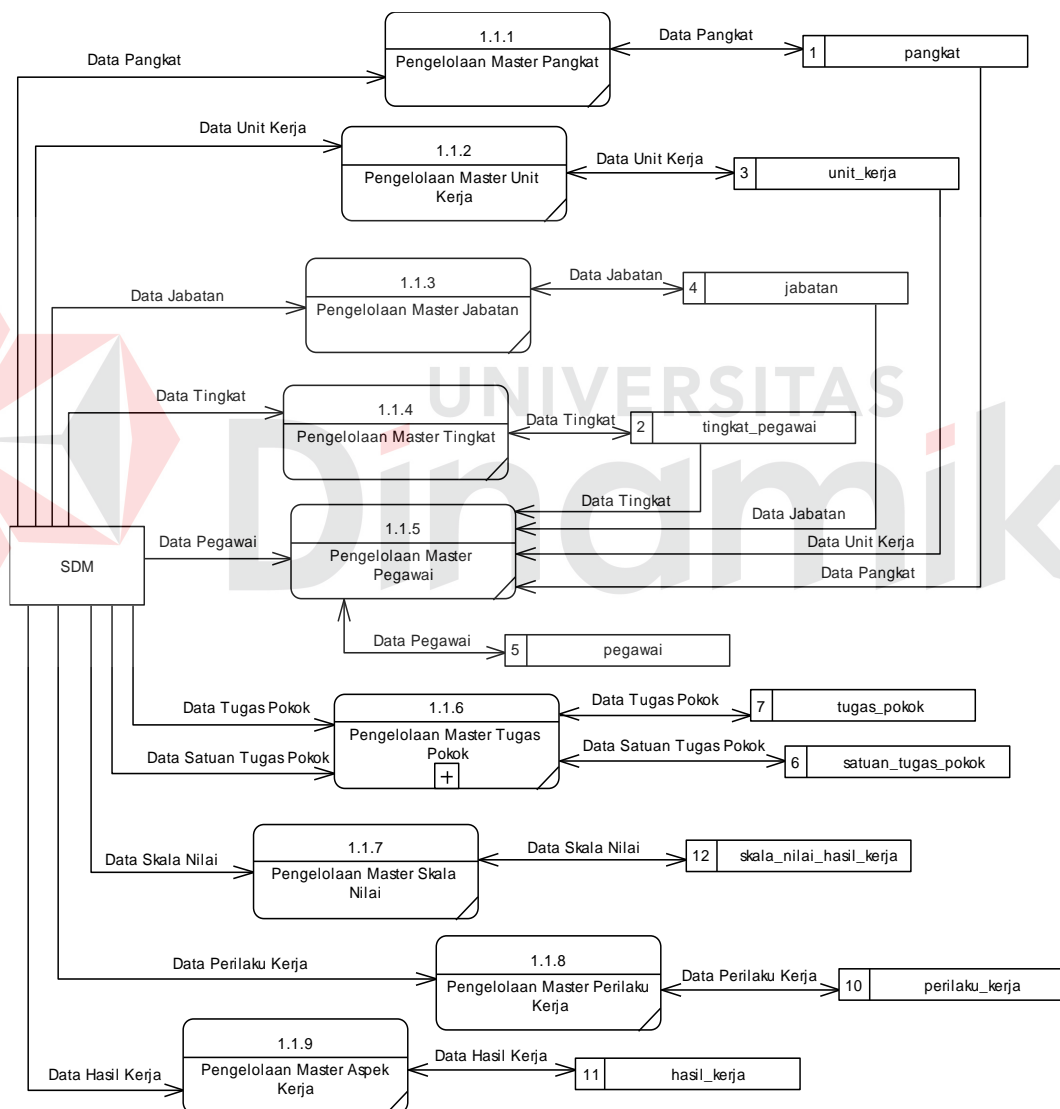 1.1.1
Pengelolaan Master Pangkat
Data Pangkat
Data Pangkat
1
pangkat
Data Unit Kerja
1.1.2
Pengelolaan Master Unit
Kerja
Data Unit Kerja
3
unit_kerja
Data Jabatan
1.1.3
Pengelolaan Master Jabatan
Data Jabatan
4
jabatan
UNIVERSITAS
Dinamik
Data Tingkat
1.1.4
Pengelolaan Master Tingkat
Data Tingkat
2
tingkat_pegawai
Data Tingkat
Data Jabatan
Data Unit Kerja
Data Pangkat
SDM
Data Pegawai
1.1.5
Pengelolaan Master
Pegawai
Data Pegawai
5
pegawai
Data Tugas Pokok
Data Satuan Tugas Pokok
1.1.6
Pengelolaan Master Tugas
Pokok
+
Data Tugas Pokok
7
tugas_pokok
Data Satuan Tugas Pokok
6
satuan_tugas_pokok
Data Skala Nilai
1.1.7
Pengelolaan Master Skala
Nilai
Data Skala Nilai
12
skala_nilai_hasil_kerja
Data Perilaku Kerja
1.1.8
Pengelolaan Master Perilaku
Kerja
Data Perilaku Kerja
10
perilaku_kerja
Data Hasil Kerja
1.1.9
Pengelolaan Master Aspek
Kerja
Data Hasil Kerja
11
hasil_kerja